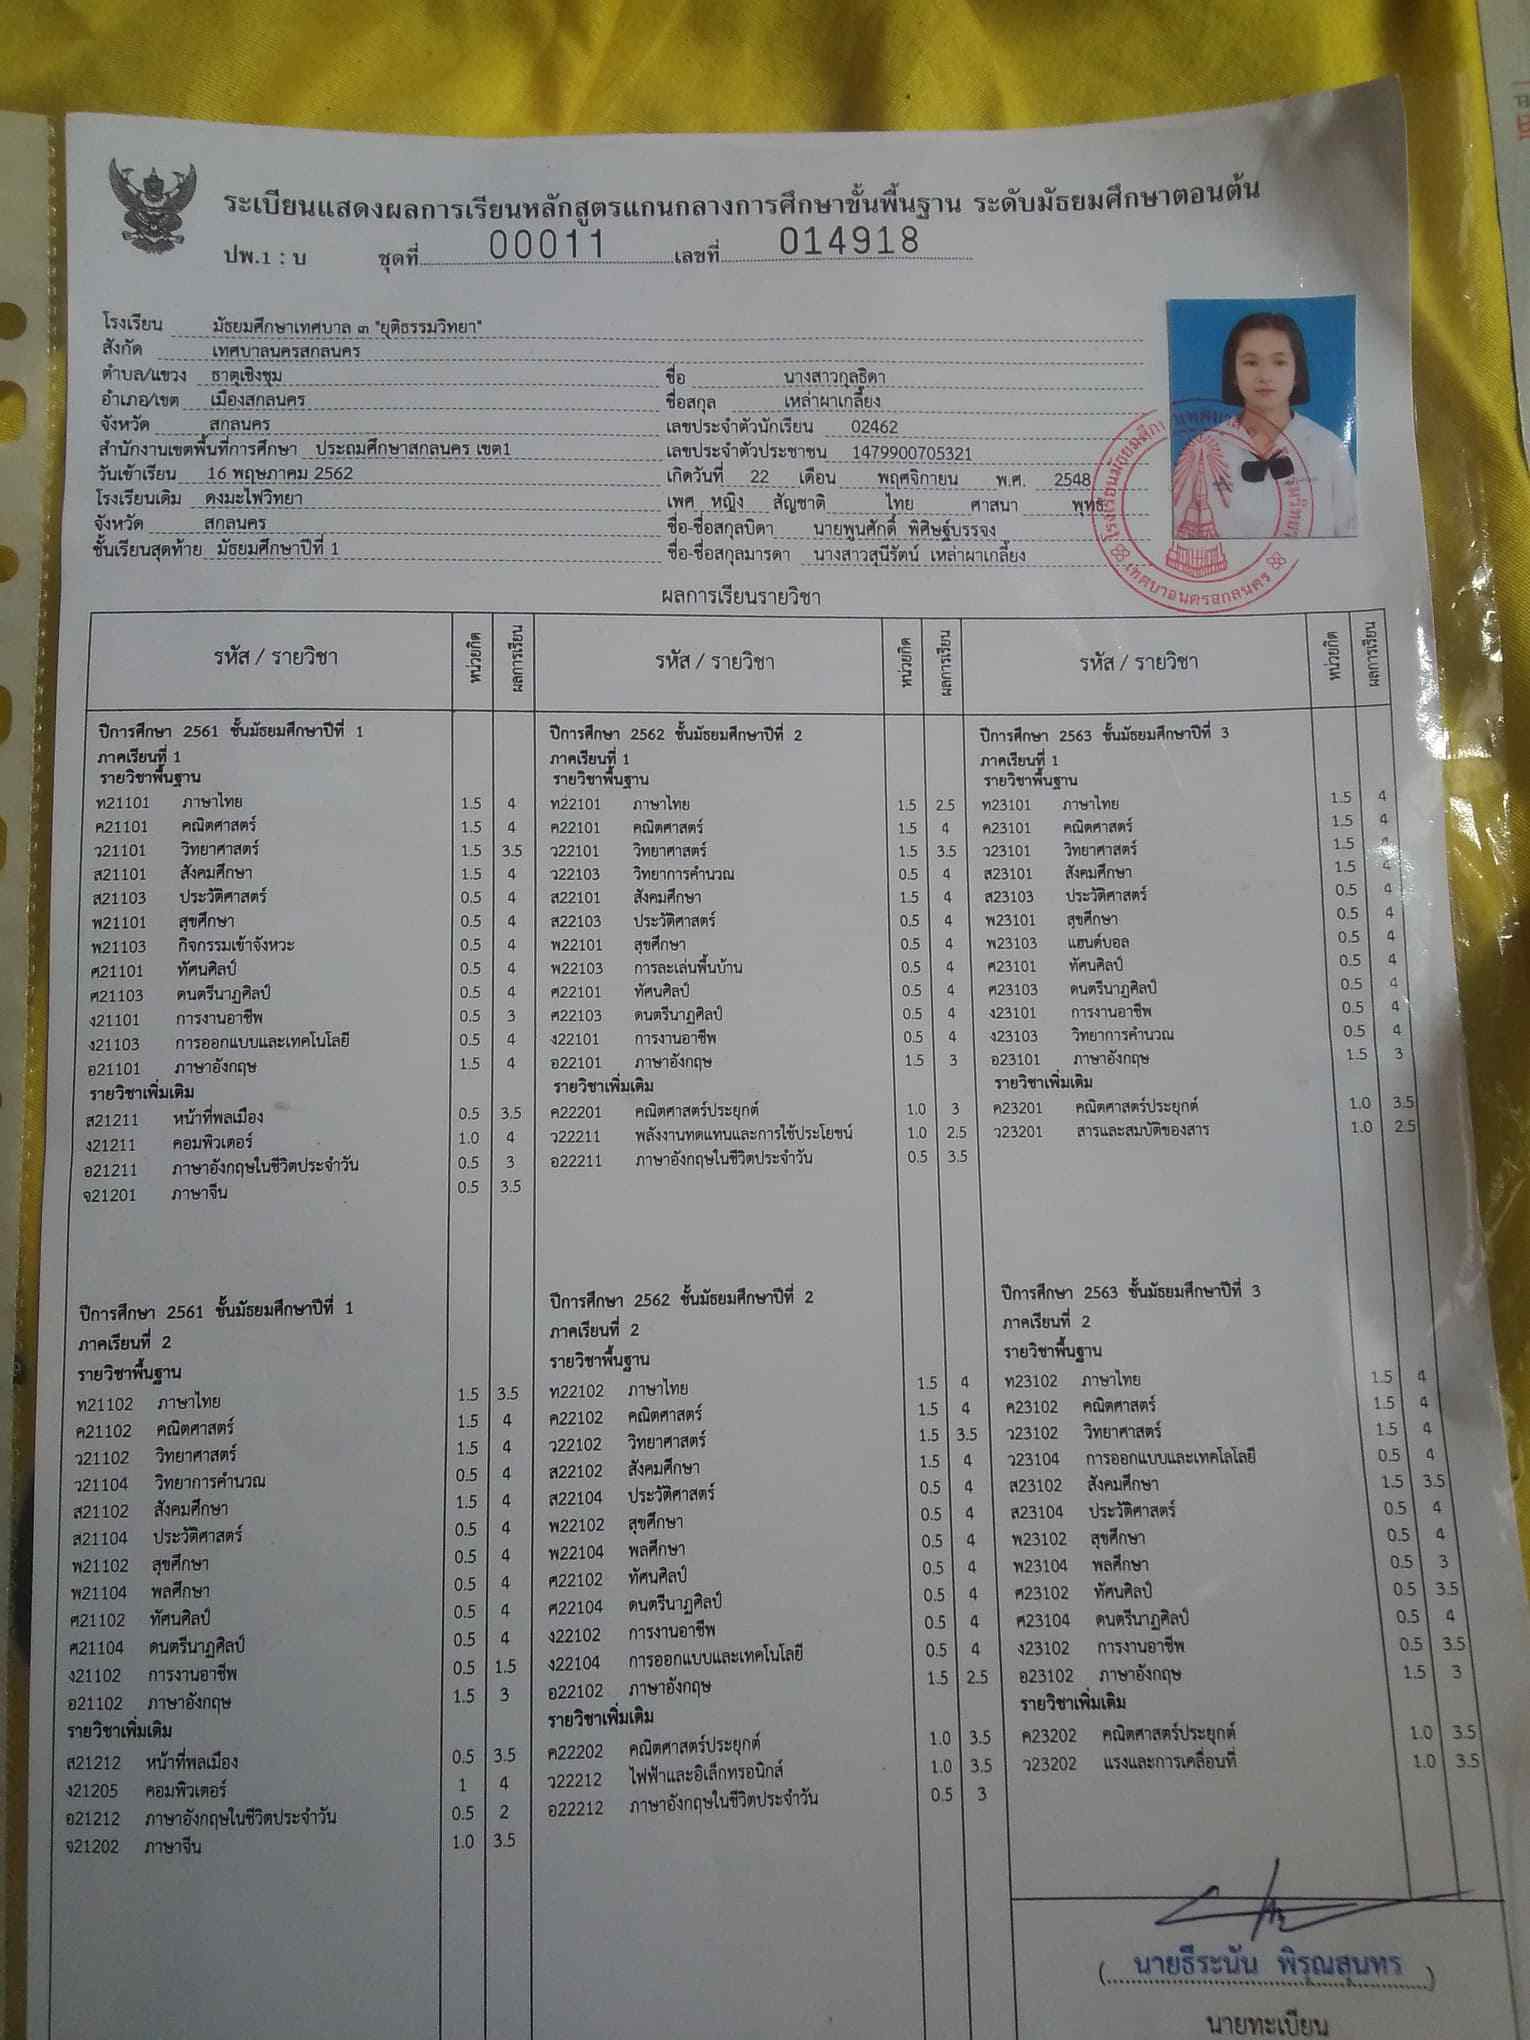 ระเบียนแสดงผลการเรียนหลักสูตรแกนกลางการศึกษาขั้นพื้นฐาน ระดับมัธยมศึกษาตอนต้น
ปพ.1 : บ ชุดที่ 00011 เลขที่ 014918
โรงเรียน มัธยมศึกษาเทศบาล ๓ "ยุติธรรมวิทยา"
สังกัด เทศบาลนครสกลนคร
ตำบล/แขวง ธาตุเชิงชุม
อำเภอ/เขต เมืองสกลนคร
จังหวัด สกลนคร
สำนักงานเขตพื้นที่การศึกษา ประถมศึกษาสกลนคร เขต1
วันเข้าเรียน 16 พฤษภาคม 2562
โรงเรียนเดิม ดงมะไฟวิทยา
จังหวัด สกลนคร
ชั้นเรียนสุดท้าย มัธยมศึกษาปีที่ 1
ชื่อ นางสาวกุลธิดา
ชื่อสกุล เหล่าผาเกลี้ยง
เลขประจำตัวนักเรียน 02462
เลขประจำตัวประชาชน 1479900705321
เกิดวันที่ 22 เดือน พฤศจิกายน พ.ศ. 2548
เพศ หญิง สัญชาติ ไทย ศาสนา พุทธ
ชื่อ-ชื่อสกุลบิดา นายพูนศักดิ์ พิศิษฐ์บรรจง
ชื่อ-ชื่อสกุลมารดา นางสาวสุนีรัตน์ เหล่าผาเกลี้ยง
เทศบาลนครสกลนคร
ผลการเรียนรายวิชา
รหัส / รายวิชา หน่วยกิต ผลการเรียน รหัส / รายวิชา หน่วยกิต ผลการเรียน รหัส / รายวิชา หน่วยกิต ผลการเรียน
ปีการศึกษา 2561 ชั้นมัธยมศึกษาปีที่ 1
ภาคเรียนที่ 1
รายวิชาพื้นฐาน
ท21101 ภาษาไทย 1.5 4
ค21101 คณิตศาสตร์ 1.5 4
ว21101 วิทยาศาสตร์ 1.5 3.5
ส21101 สังคมศึกษา 1.5 4
ส21103 ประวัติศาสตร์ 0.5 4
พ21101 สุขศึกษา 0.5 4
พ21103 กิจกรรมเข้าจังหวะ 0.5 4
ศ21101 ทัศนศิลป์ 0.5 4
ศ21103 ดนตรีนาฏศิลป์ 0.5 4
ง21101 การงานอาชีพ 0.5 3
ง21103 การออกแบบและเทคโนโลยี 0.5 4
อ21101 ภาษาอังกฤษ 1.5 4
รายวิชาเพิ่มเติม
ส21211 หน้าที่พลเมือง 0.5 3.5
ง21211 คอมพิวเตอร์ 1.0 4
อ21211 ภาษาอังกฤษในชีวิตประจำวัน 0.5 3
จ21201 ภาษาจีน 0.5 3.5
ปีการศึกษา 2561 ชั้นมัธยมศึกษาปีที่ 1
ภาคเรียนที่ 2
รายวิชาพื้นฐาน
ท21102 ภาษาไทย 1.5 3.5
ค21102 คณิตศาสตร์ 1.5 4
ว21102 วิทยาศาสตร์ 1.5 4
ว21104 วิทยาการคำนวณ 0.5 4
ส21102 สังคมศึกษา 1.5 4
ส21104 ประวัติศาสตร์ 0.5 4
พ21102 สุขศึกษา 0.5 4
พ21104 พลศึกษา 0.5 4
ศ21102 ทัศนศิลป์ 0.5 4
ศ21104 ดนตรีนาฏศิลป์ 0.5 4
ง21102 การงานอาชีพ 0.5 1.5
อ21102 ภาษาอังกฤษ 1.5 3
รายวิชาเพิ่มเติม
ส21212 หน้าที่พลเมือง 0.5 3.5
ง21205 คอมพิวเตอร์ 1 4
อ21212 ภาษาอังกฤษในชีวิตประจำวัน 0.5 2
จ21202 ภาษาจีน 1.0 3.5
ปีการศึกษา 2562 ชั้นมัธยมศึกษาปีที่ 2
ภาคเรียนที่ 1
รายวิชาพื้นฐาน
ท22101 ภาษาไทย 1.5 2.5
ค22101 คณิตศาสตร์ 1.5 4
ว22101 วิทยาศาสตร์ 1.5 3.5
ว22103 วิทยาการคำนวณ 0.5 4
ส22101 สังคมศึกษา 1.5 4
ส22103 ประวัติศาสตร์ 0.5 4
พ22101 สุขศึกษา 0.5 4
พ22103 การละเล่นพื้นบ้าน 0.5 4
ศ22101 ทัศนศิลป์ 0.5 4
ศ22103 ดนตรีนาฏศิลป์ 0.5 4
ง22101 การงานอาชีพ 0.5 4
อ22101 ภาษาอังกฤษ 1.5 3
รายวิชาเพิ่มเติม
ค22201 คณิตศาสตร์ประยุกต์ 1.0 3
ว22211 พลังงานทดแทนและการใช้ประโยชน์ 1.0 2.5
อ22211 ภาษาอังกฤษในชีวิตประจำวัน 0.5 3.5
ปีการศึกษา 2562 ชั้นมัธยมศึกษาปีที่ 2
ภาคเรียนที่ 2
รายวิชาพื้นฐาน
ท22102 ภาษาไทย 1.5 4
ค22102 คณิตศาสตร์ 1.5 4
ว22102 วิทยาศาสตร์ 1.5 3.5
ส22102 สังคมศึกษา 1.5 4
ส22104 ประวัติศาสตร์ 0.5 4
พ22102 สุขศึกษา 0.5 4
พ22104 พลศึกษา 0.5 4
ศ22102 ทัศนศิลป์ 0.5 4
ศ22104 ดนตรีนาฏศิลป์ 0.5 4
ง22102 การงานอาชีพ 0.5 4
ง22104 การออกแบบและเทคโนโลยี 0.5 4
อ22102 ภาษาอังกฤษ 1.5 2.5
รายวิชาเพิ่มเติม
ค22202 คณิตศาสตร์ประยุกต์ 1.0 3.5
ว22212 ไฟฟ้าและอิเล็กทรอนิกส์ 1.0 3.5
อ22212 ภาษาอังกฤษในชีวิตประจำวัน 0.5 3
ปีการศึกษา 2563 ชั้นมัธยมศึกษาปีที่ 3
ภาคเรียนที่ 1
รายวิชาพื้นฐาน
ท23101 ภาษาไทย 1.5 4
ค23101 คณิตศาสตร์ 1.5 4
ว23101 วิทยาศาสตร์ 1.5 4
ส23101 สังคมศึกษา 1.5 4
ส23103 ประวัติศาสตร์ 0.5 4
พ23101 สุขศึกษา 0.5 4
พ23103 แฮนด์บอล 0.5 4
ศ23101 ทัศนศิลป์ 0.5 4
ศ23103 ดนตรีนาฏศิลป์ 0.5 4
ง23101 การงานอาชีพ 0.5 4
ง23103 วิทยาการคำนวณ 0.5 4
อ23101 ภาษาอังกฤษ 1.5 3
รายวิชาเพิ่มเติม
ค23201 คณิตศาสตร์ประยุกต์ 1.0 3.5
ว23201 สารและสมบัติของสาร 1.0 2.5
ปีการศึกษา 2563 ชั้นมัธยมศึกษาปีที่ 3
ภาคเรียนที่ 2
รายวิชาพื้นฐาน
ท23102 ภาษาไทย 1.5 4
ค23102 คณิตศาสตร์ 1.5 4
ว23102 วิทยาศาสตร์ 1.5 4
ว23104 การออกแบบและเทคโลโลยี 0.5 4
ส23102 สังคมศึกษา 1.5 3.5
ส23104 ประวัติศาสตร์ 0.5 4
พ23102 สุขศึกษา 0.5 4
พ23104 พลศึกษา 0.5 3
ศ23102 ทัศนศิลป์ 0.5 3.5
ศ23104 ดนตรีนาฏศิลป์ 0.5 4
ง23102 การงานอาชีพ 0.5 3.5
อ23102 ภาษาอังกฤษ 1.5 3
รายวิชาเพิ่มเติม
ค23202 คณิตศาสตร์ประยุกต์ 1.0 3.5
ว23202 แรงและการเคลื่อนที่ 1.0 3.5
(นายธีระนัน พิรุณสุนทร)
นายทะเบียน